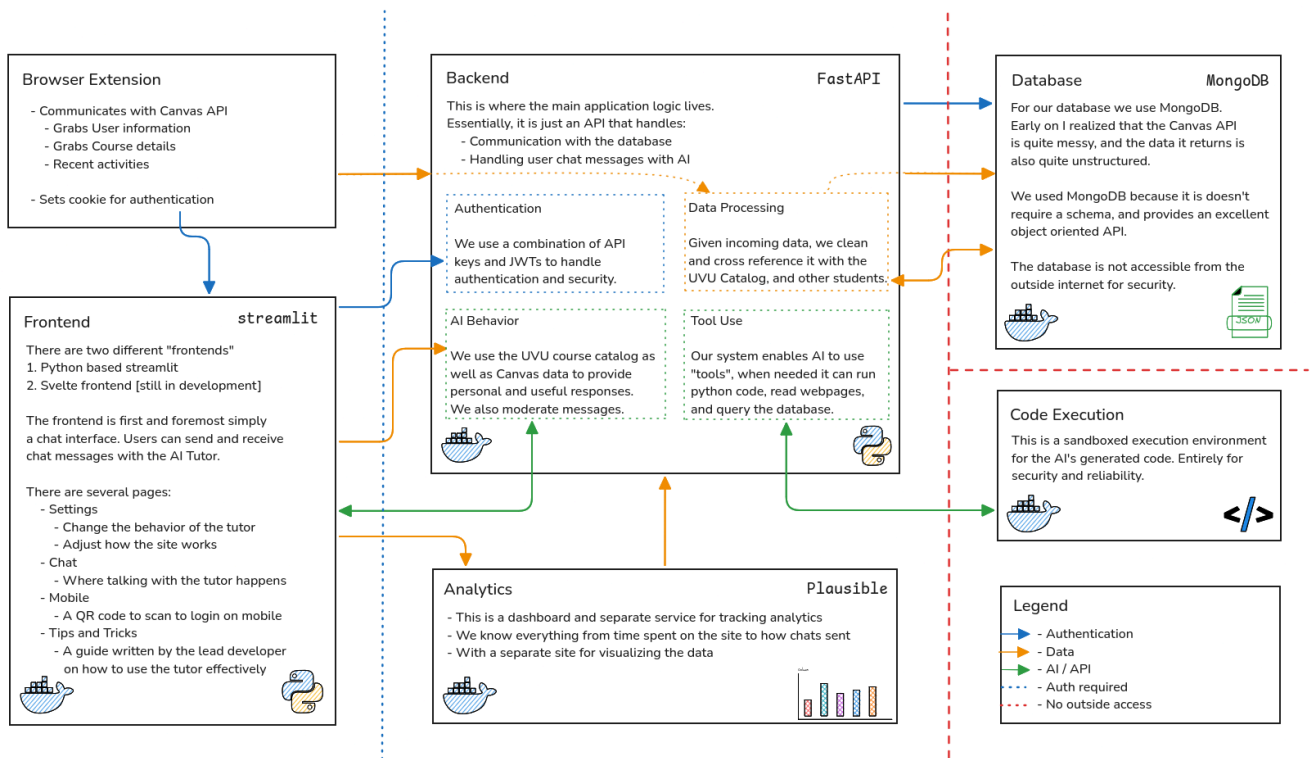 Browser Extension
- Communicates with Canvas API
- Grabs User information
- Grabs Course details
- Recent activities
- Sets cookie for authentication
Frontend
streamlit
There are two different "frontends"
1. Python based streamlit
2. Svelte frontend [still in development]
The frontend is first and foremost simply
a chat interface. Users can send and receive
chat messages with the AI Tutor.
There are several pages:
- Settings
- Change the behavior of the tutor
- Adjust how the site works
- Chat
- Where talking with the tutor happens
- Mobile
- A QR code to scan to login on mobile
- Tips and Tricks
- A guide written by the lead developer
on how to use the tutor effectively
Backend
FastAPI
This is where the main application logic lives.
Essentially, it is just an API that handles:
- Communication with the database
- Handling user chat messages with AI
Authentication
We use a combination of API
keys and JWTs to handle
authentication and security.
Data Processing
Given incoming data, we clean
and cross reference it with the
UVU Catalog, and other students.
AI Behavior
We use the UVU course catalog as
well as Canvas data to provide
personal and useful responses.
We also moderate messages.
Tool Use
Our system enables AI to use
"tools", when needed it can run
python code, read webpages,
and query the database.
Analytics
Plausible
- This is a dashboard and separate service for tracking analytics
- We know everything from time spent on the site to how chats sent
- With a separate site for visualizing the data
Database
MongoDB
For our database we use MongoDB.
Early on I realized that the Canvas API
is quite messy, and the data it returns is
also quite unstructured.
We used MongoDB because it is doesn't
require a schema, and provides an excellent
object oriented API.
The database is not accessible from the
outside internet for security.
JSON
Code Execution
This is a sandboxed execution environment
for the AI's generated code. Entirely for
security and reliability.
</>
Legend
- Authentication
- Data
- AI / API
- Auth required
- No outside access